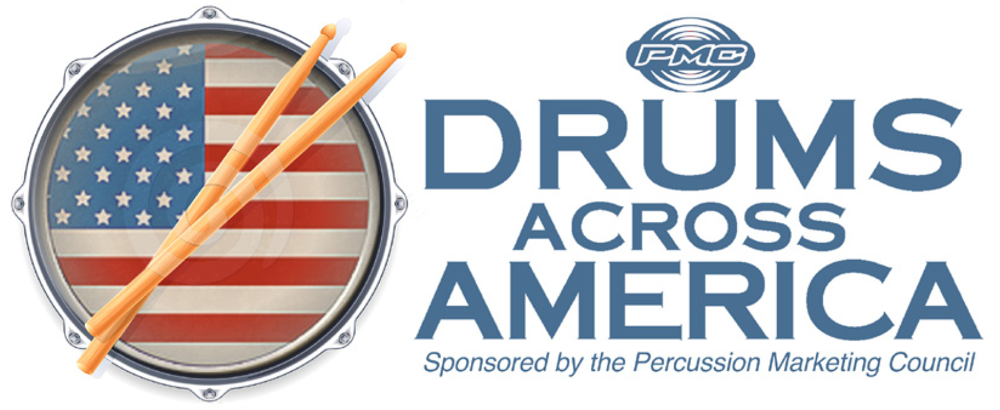 PMC
DRUMS
ACROSS
AMERICA
Sponsored by the Percussion Marketing Council